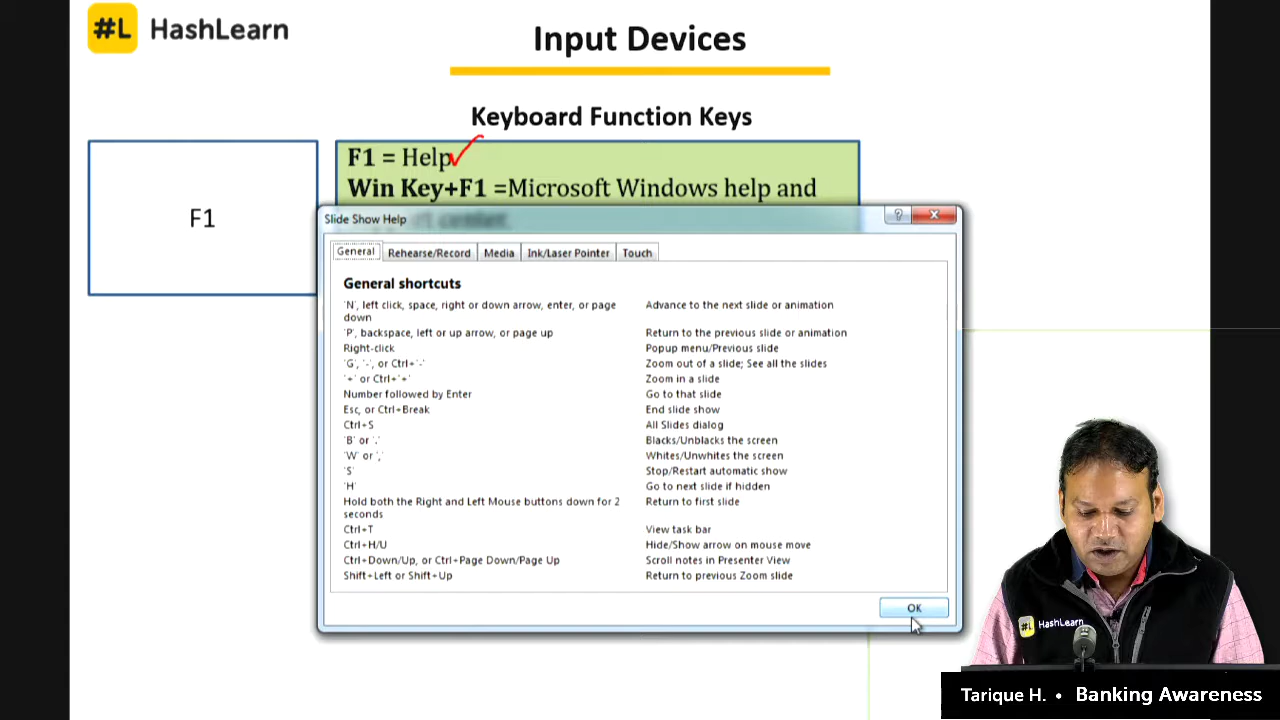 #L HashLearn
Input Devices
Keyboard Function Keys
F1
F1 = Help
Win Key+F1 =Microsoft Windows help and
center
Slide Show Help
?
General
Rehearse/Record
Media
Ink/Laser Pointer
Touch
General shortcuts
'N', left click, space, right or down arrow, enter, or page
down
Advance to the next slide or animation
'P', backspace, left or up arrow, or page up
Return to the previous slide or animation
Right-click
Popup menu/Previous slide
'G', '-', or Ctrl+'-'
Zoom out of a slide; See all the slides
'+' or Ctrl+'+'
Zoom in a slide
Number followed by Enter
Go to that slide
Esc, or Ctrl+Break
End slide show
Ctrl+S
All Slides dialog
'B' or '.'
Blacks/Unblacks the screen
'W' or ','
Whites/Unwhites the screen
'S'
Stop/Restart automatic show
'H'
Go to next slide if hidden
Hold both the Right and Left Mouse buttons down for 2
seconds
Return to first slide
Ctrl+T
View task bar
Ctrl+H/U
Hide/Show arrow on mouse move
Ctrl+Down/Up, or Ctrl+Page Down/Page Up
Scroll notes in Presenter View
Shift+Left or Shift+Up
Return to previous Zoom slide
OK
#L HashLearn
Tarique H. • Banking Awareness